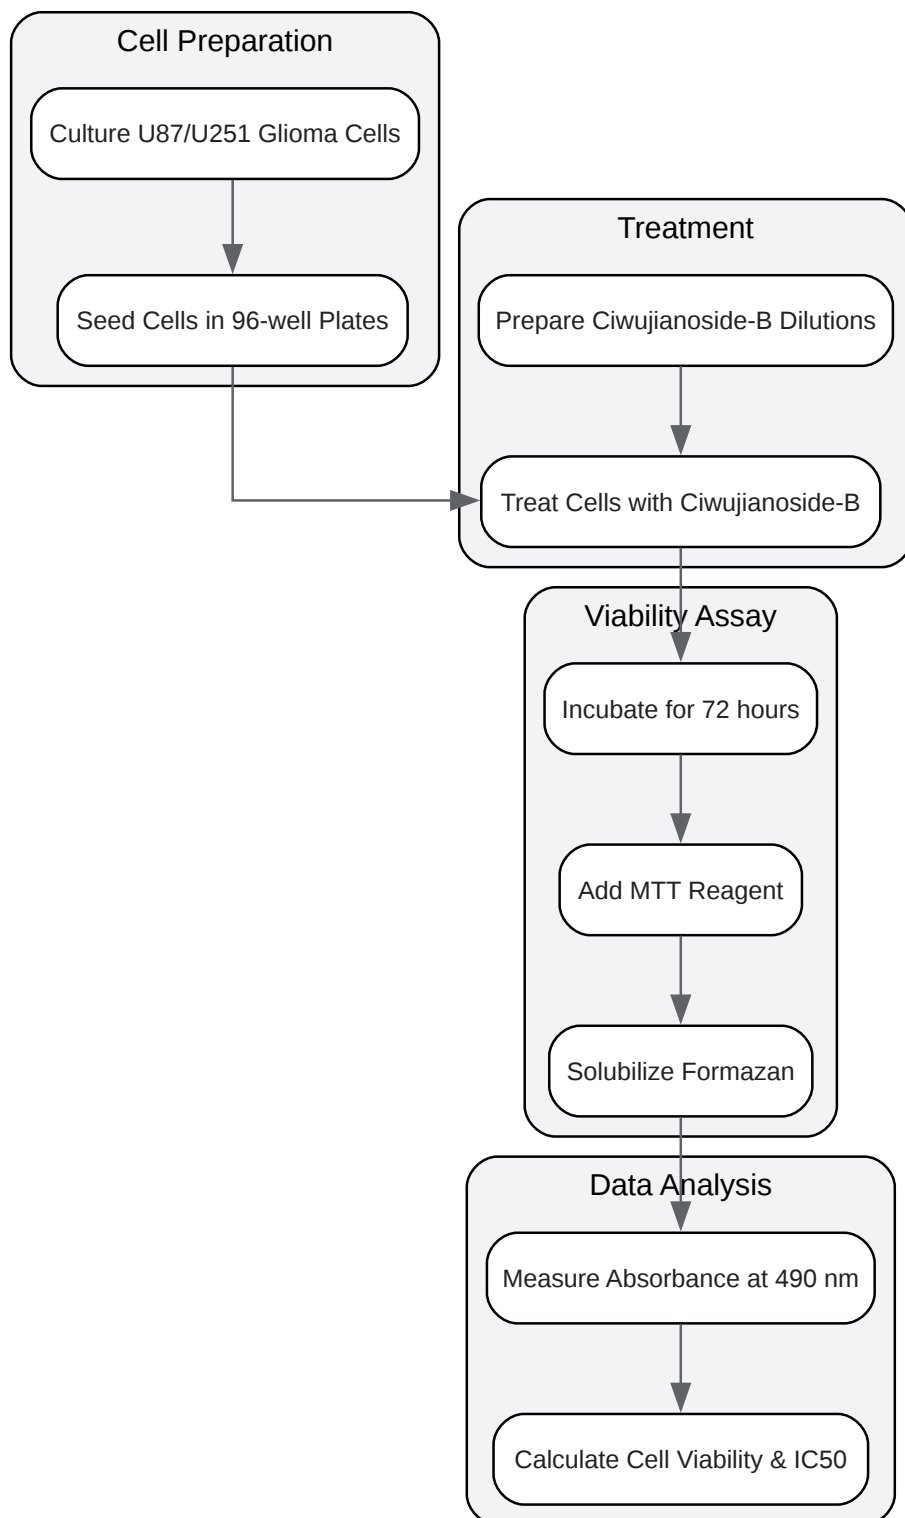 Cell Preparation
Culture U87/U251 Glioma Cells
Seed Cells in 96-well Plates
Treatment
Prepare Ciwujianoside-B Dilutions
Treat Cells with Ciwujianoside-B
Viability Assay
Incubate for 72 hours
Add MTT Reagent
Solubilize Formazan
Data Analysis
Measure Absorbance at 490 nm
Calculate Cell Viability & IC50